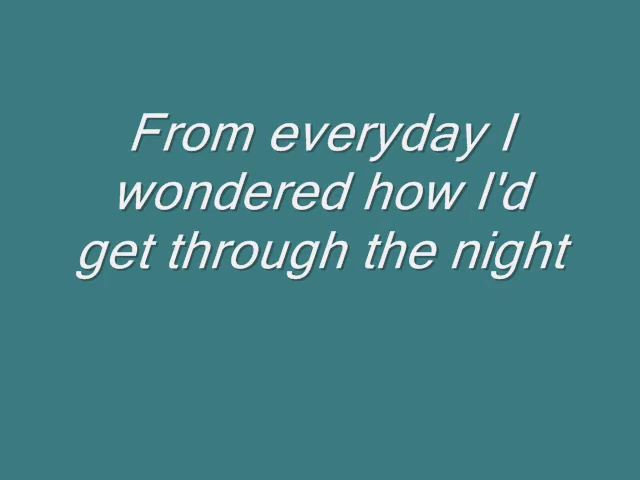 From everyday I
wondered how I'd
get through the night